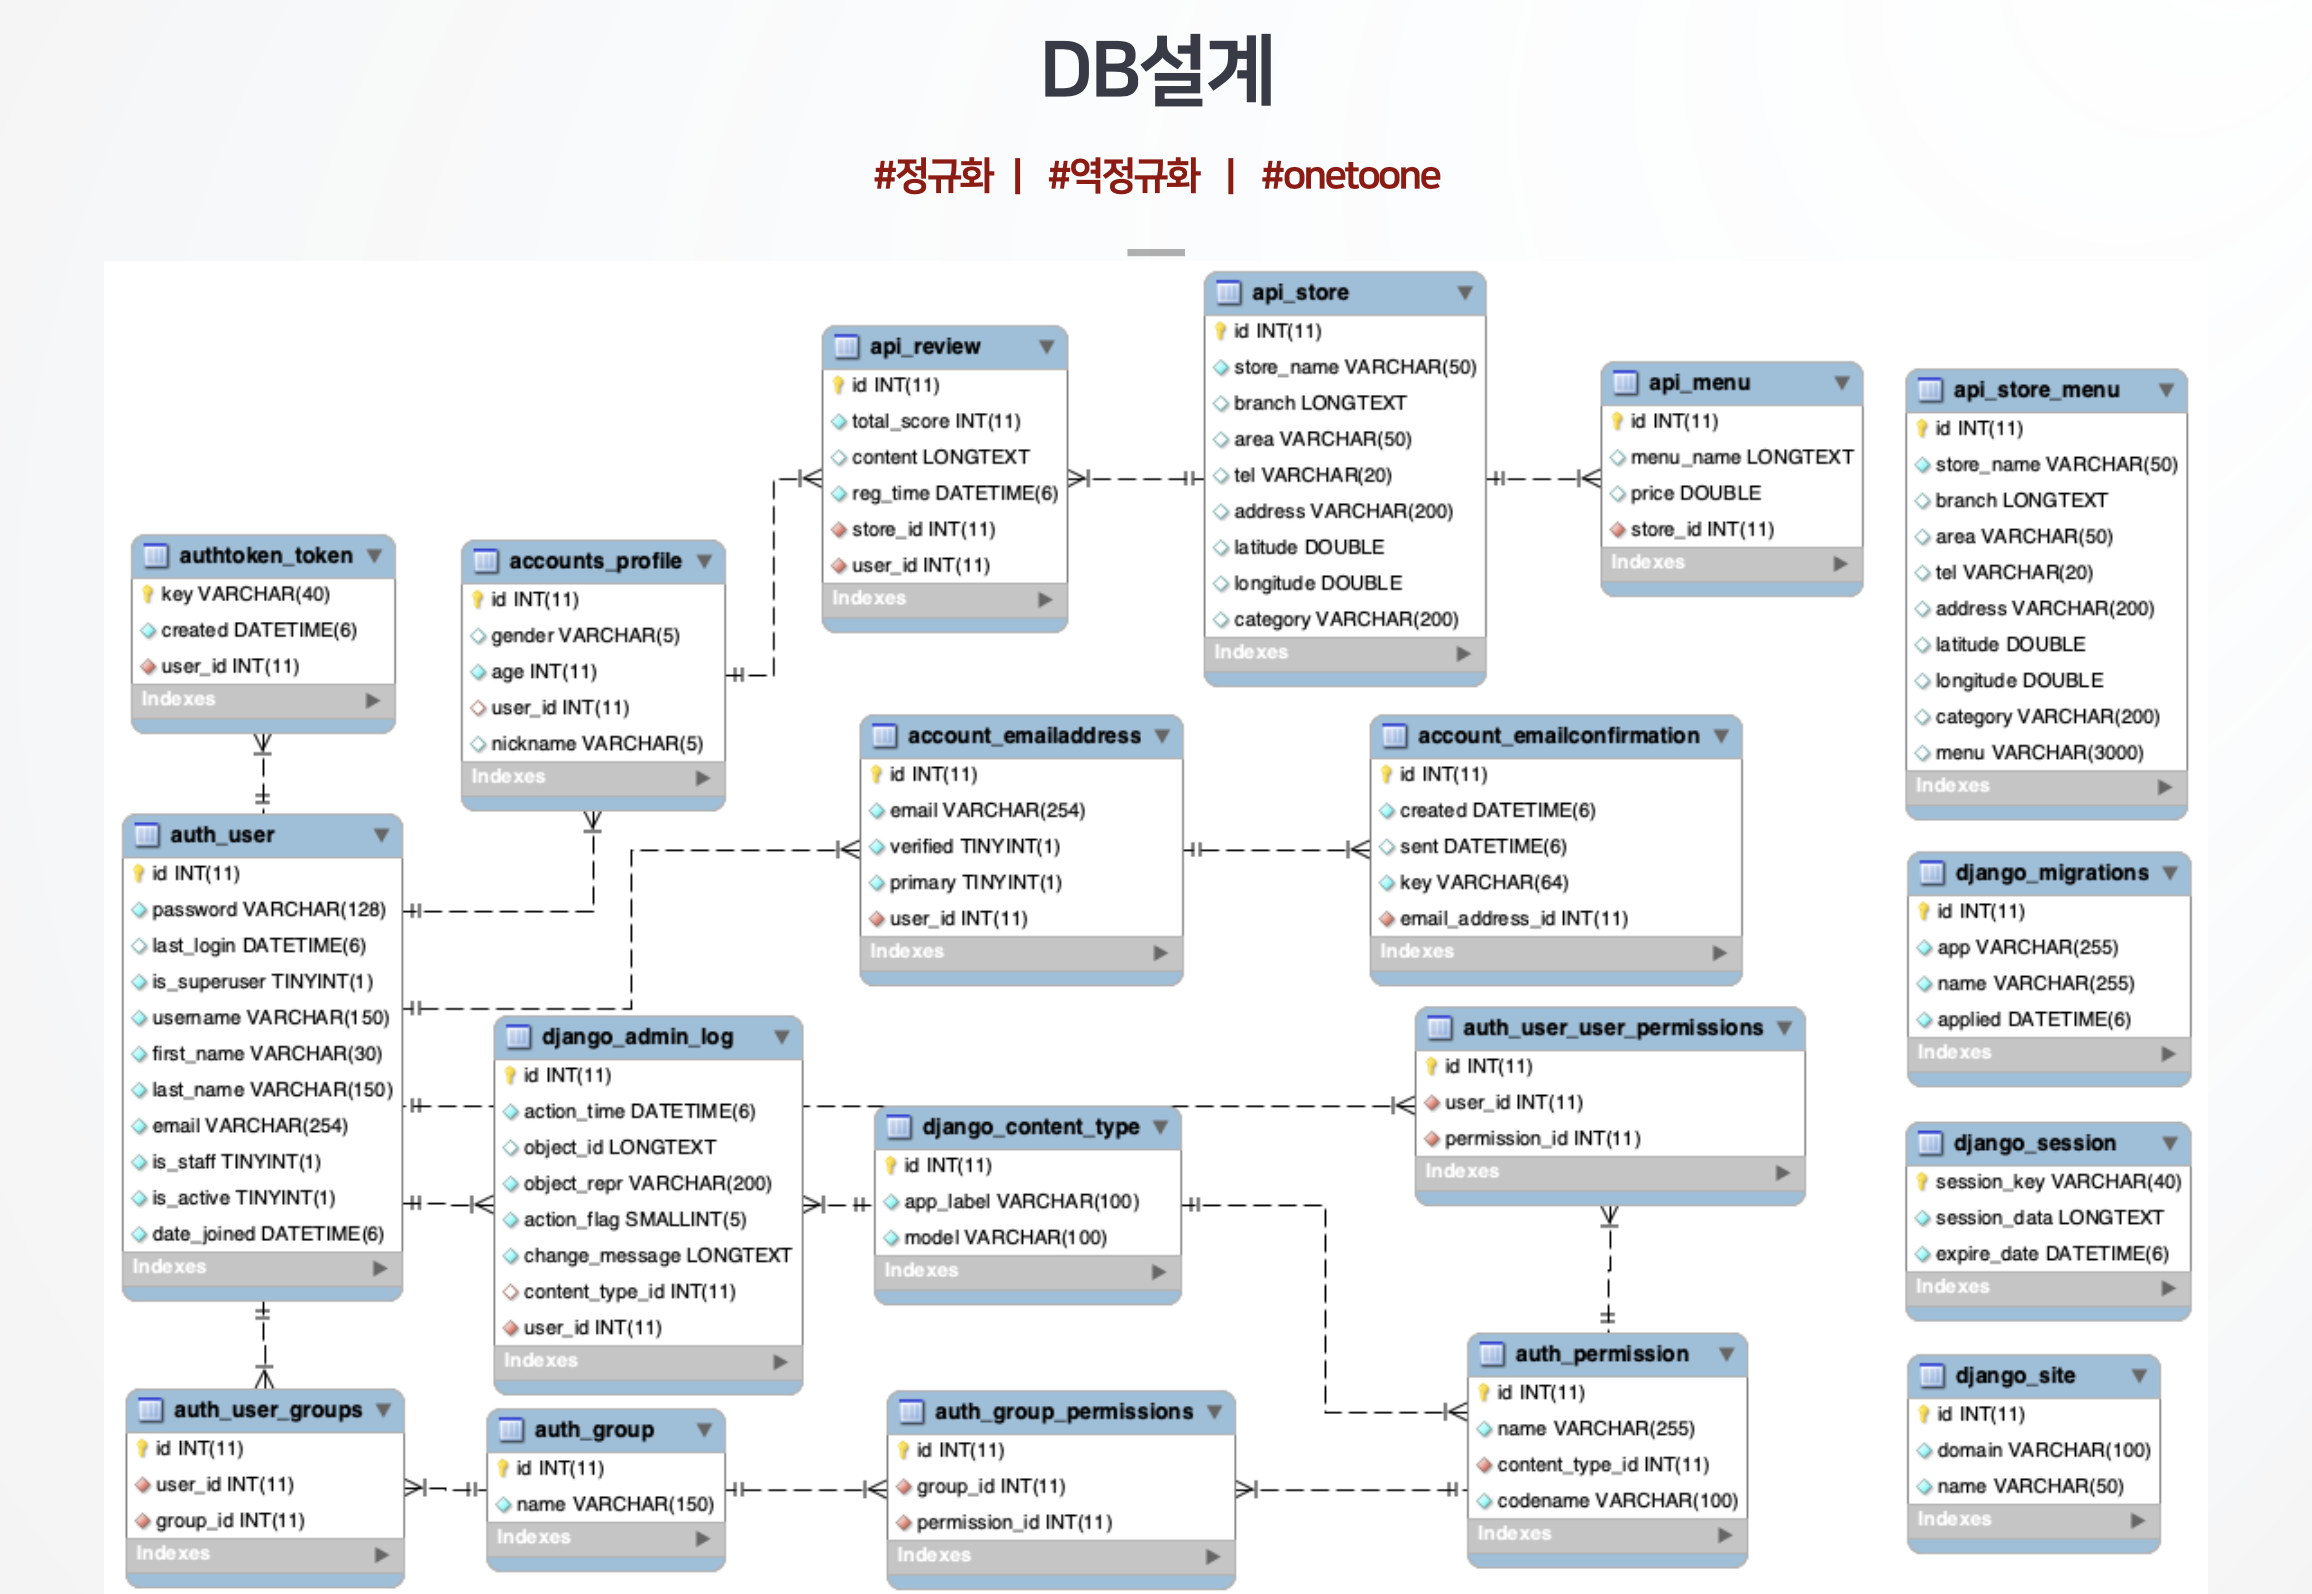 DB설계
#정규화 | #역정규화 | #onetoone
api_store
id INT(11)
store_name VARCHAR(50)
branch LONGTEXT
area VARCHAR(50)
tel VARCHAR(20)
address VARCHAR(200)
latitude DOUBLE
longitude DOUBLE
category VARCHAR(200)
Indexes
api_review
id INT(11)
total_score INT(11)
content LONGTEXT
reg_time DATETIME(6)
store_id INT(11)
user_id INT(11)
Indexes
api_menu
id INT(11)
menu_name LONGTEXT
price DOUBLE
store_id INT(11)
Indexes
api_store_menu
id INT(11)
store_name VARCHAR(50)
branch LONGTEXT
area VARCHAR(50)
tel VARCHAR(20)
address VARCHAR(200)
latitude DOUBLE
longitude DOUBLE
category VARCHAR(200)
menu VARCHAR(3000)
Indexes
authtoken_token
key VARCHAR(40)
created DATETIME(6)
user_id INT(11)
Indexes
accounts_profile
id INT(11)
gender VARCHAR(5)
age INT(11)
user_id INT(11)
nickname VARCHAR(5)
Indexes
account_emailaddress
id INT(11)
email VARCHAR(254)
verified TINYINT(1)
primary TINYINT(1)
user_id INT(11)
Indexes
account_emailconfirmation
id INT(11)
created DATETIME(6)
sent DATETIME(6)
key VARCHAR(64)
email_address_id INT(11)
Indexes
auth_user
id INT(11)
password VARCHAR(128)
last_login DATETIME(6)
is_superuser TINYINT(1)
username VARCHAR(150)
first_name VARCHAR(30)
last_name VARCHAR(150)
email VARCHAR(254)
is_staff TINYINT(1)
is_active TINYINT(1)
date_joined DATETIME(6)
Indexes
django_migrations
id INT(11)
app VARCHAR(255)
name VARCHAR(255)
applied DATETIME(6)
Indexes
django_admin_log
id INT(11)
action_time DATETIME(6)
object_id LONGTEXT
object_repr VARCHAR(200)
action_flag SMALLINT(5)
change_message LONGTEXT
content_type_id INT(11)
user_id INT(11)
Indexes
django_content_type
id INT(11)
app_label VARCHAR(100)
model VARCHAR(100)
Indexes
auth_user_user_permissions
id INT(11)
user_id INT(11)
permission_id INT(11)
Indexes
django_session
session_key VARCHAR(40)
session_data LONGTEXT
expire_date DATETIME(6)
Indexes
auth_user_groups
id INT(11)
user_id INT(11)
group_id INT(11)
Indexes
auth_group
id INT(11)
name VARCHAR(150)
Indexes
auth_group_permissions
id INT(11)
group_id INT(11)
permission_id INT(11)
Indexes
auth_permission
id INT(11)
name VARCHAR(255)
content_type_id INT(11)
codename VARCHAR(100)
Indexes
django_site
id INT(11)
domain VARCHAR(100)
name VARCHAR(50)
Indexes